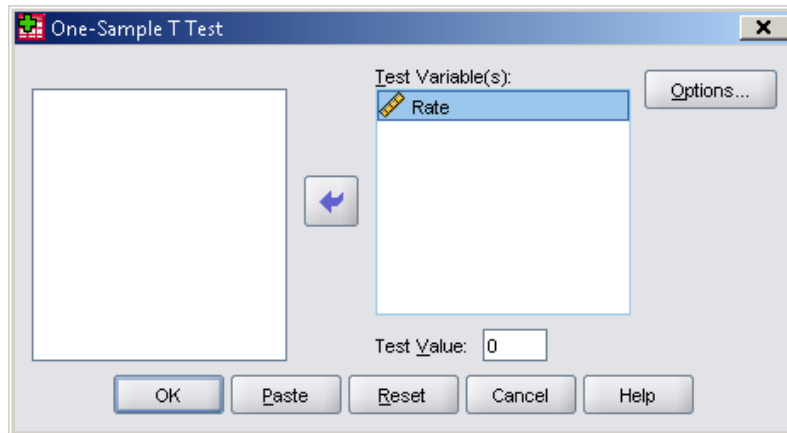 One-Sample T Test
Test Variable(s):
Rate
Options...
Test Value: 0
OK Paste Reset Cancel Help